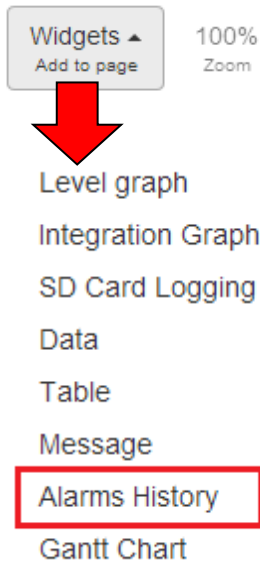 Widgets ▲ 100%
Add to page Zoom
Level graph
Integration Graph
SD Card Logging
Data
Table
Message
Alarms History
Gantt Chart